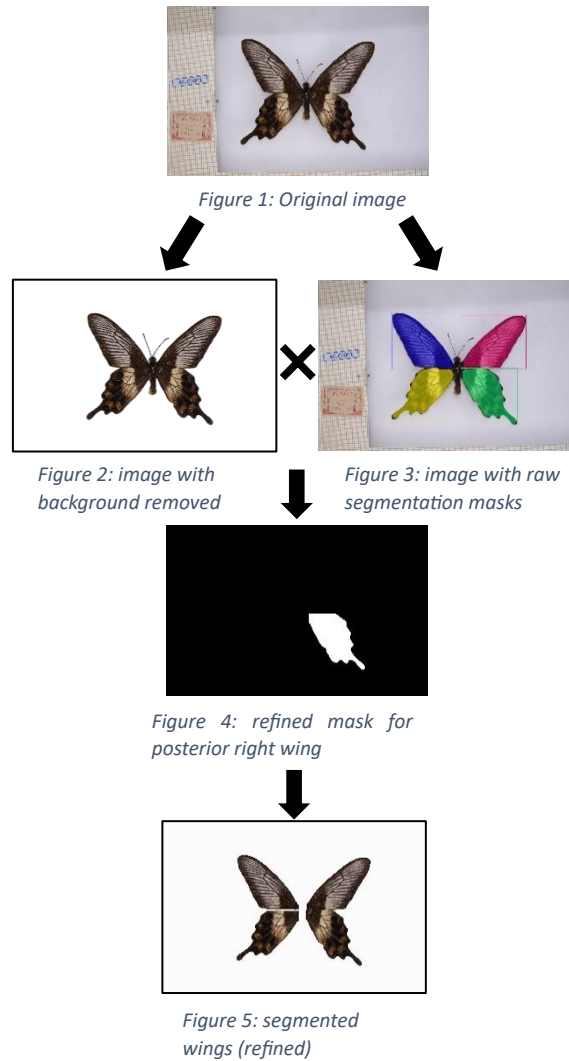 Figure 1: Original image
Figure 2: image with
background removed
Figure 3: image with raw
segmentation masks
Figure 4: refined mask for
posterior right wing
Figure 5: segmented
wings (refined)